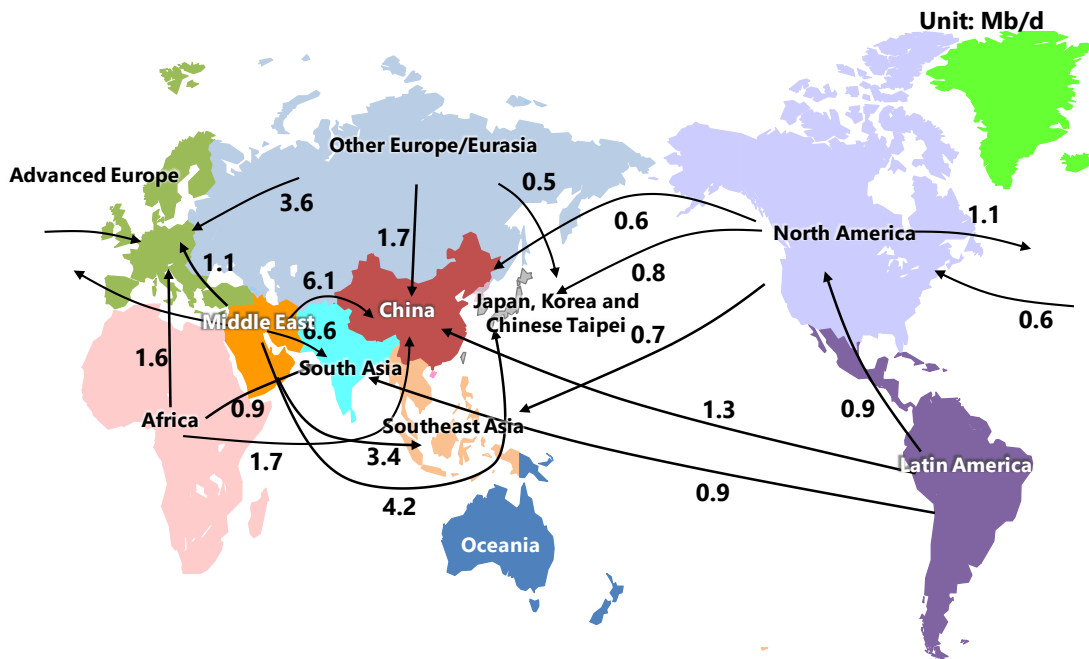 Unit: Mb/d
Other Europe/Eurasia
Advanced Europe
0.5
3.6
0.6
1.1
North America
1.7
1.1
0.8
6.1
Japan, Korea and
Chinese Taipei
China
Middle East
6.6
0.7
0.6
1.6
South Asia
0.9
Africa
0.9
1.3
Southeast Asia
1.7
3.4
Latin America
0.9
4.2
Oceania